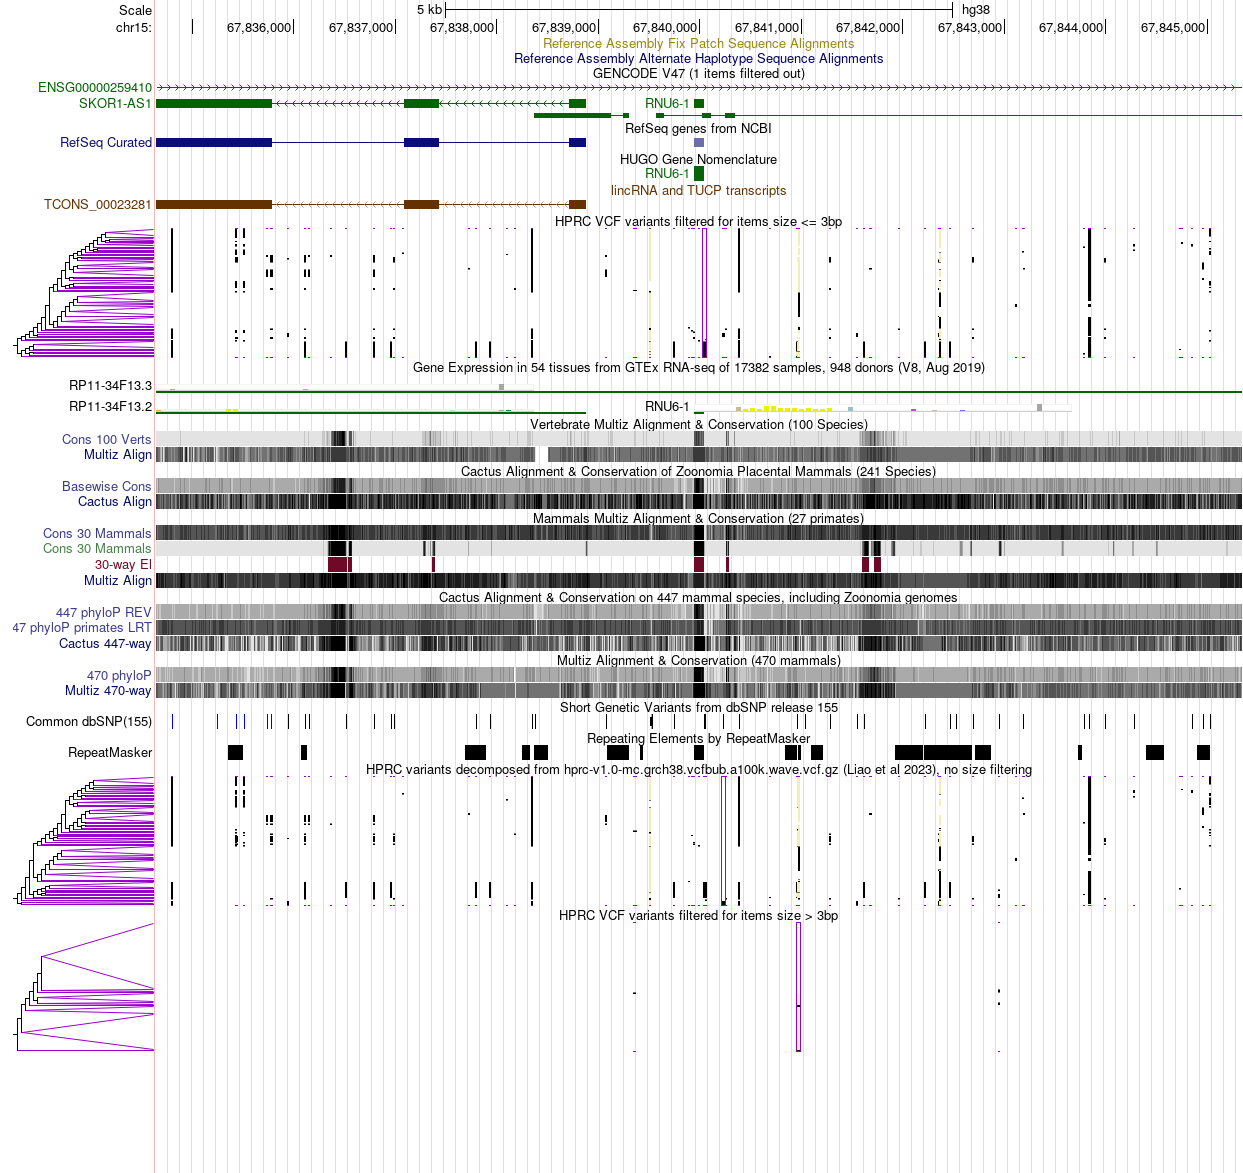 Scale 5 kb hg38
chr15: 67,836,000 67,837,000 67,838,000 67,839,000 67,840,000 67,841,000 67,842,000 67,843,000 67,844,000 67,845,000
Reference Assembly Fix Patch Sequence Alignments
Reference Assembly Alternate Haplotype Sequence Alignments
GENCODE V47 (1 items filtered out)
ENSG00000259410
SKOR1-AS1 RNU6-1
RefSeq genes from NCBI
RefSeq Curated
HUGO Gene Nomenclature
RNU6-1
lincRNA and TUCP transcripts
TCONS_00023281
HPRC VCF variants filtered for items size <= 3bp
Gene Expression in 54 tissues from GTEx RNA-seq of 17382 samples, 948 donors (V8, Aug 2019)
RP11-34F13.3
RP11-34F13.2 RNU6-1
Vertebrate Multiz Alignment & Conservation (100 Species)
Cons 100 Verts
Multiz Align
Cactus Alignment & Conservation of Zoonomia Placental Mammals (241 Species)
Basewise Cons
Cactus Align
Mammals Multiz Alignment & Conservation (27 primates)
Cons 30 Mammals
Cons 30 Mammals
30-way El
Multiz Align
Cactus Alignment & Conservation on 447 mammal species, including Zoonomia genomes
447 phyloP REV
47 phyloP primates LRT
Cactus 447-way
Multiz Alignment & Conservation (470 mammals)
470 phyloP
Multiz 470-way
Short Genetic Variants from dbSNP release 155
Common dbSNP(155)
Repeating Elements by RepeatMasker
RepeatMasker
HPRC variants decomposed from hprc-v1.0-mc.grch38.vcfbub.a100k.wave.vcf.gz (Liao et al 2023), no size filtering
HPRC VCF variants filtered for items size > 3bp